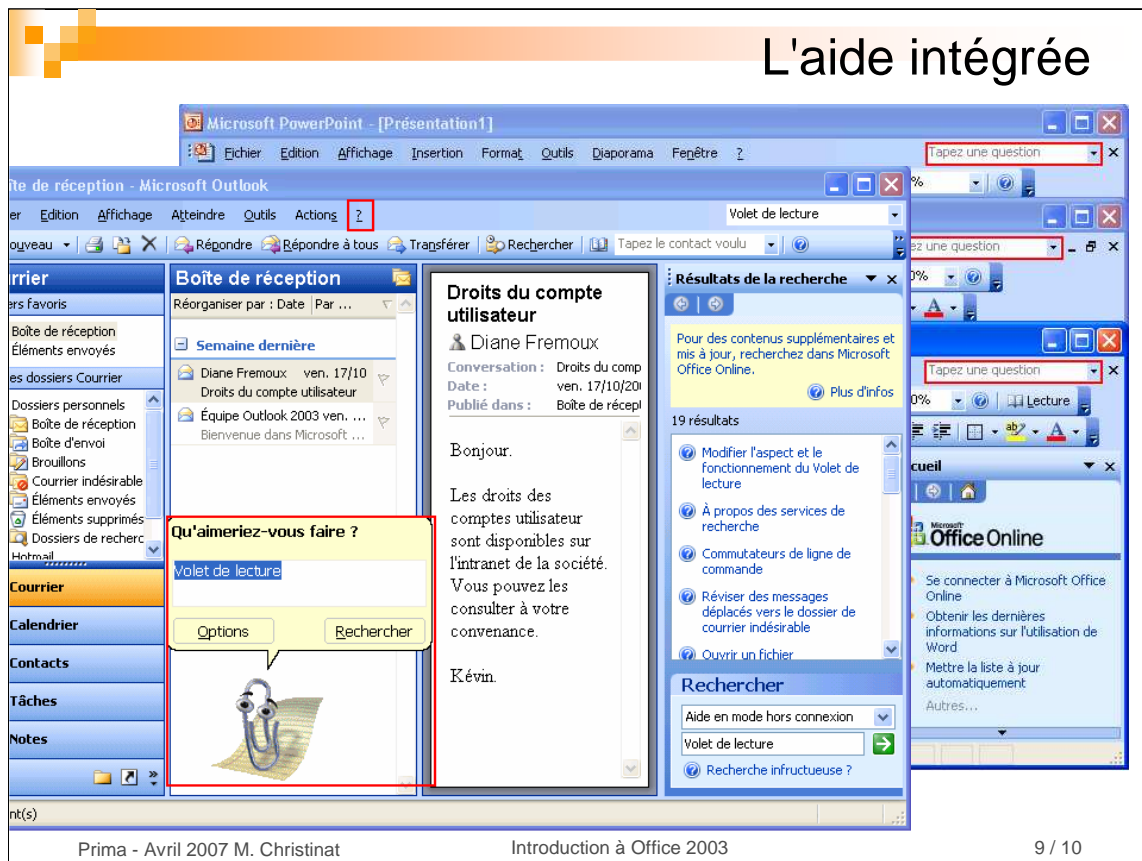 L'aide intégrée
Microsoft PowerPoint - [Présentation1]
Fichier Edition Affichage Insertion Format Outils Diaporama Fenêtre ?
Tapez une question
%
îte de réception - Microsoft Outlook
er Edition Affichage Atteindre Outils Actions ?
Volet de lecture
ouveau Répondre Répondre à tous Transférer Rechercher Tapez le contact voulu
ez une question
0%
rrier
ers favoris
Boîte de réception
Éléments envoyés
es dossiers Courrier
Dossiers personnels
Boîte de réception
Boîte d'envoi
Brouillons
Courrier indésirable
Éléments envoyés
Éléments supprimés
Dossiers de recherc
Hotmail
Courrier
Calendrier
Contacts
Tâches
Notes
nt(s)
Boîte de réception
Réorganiser par : Date Par ...
Semaine dernière
Diane Fremoux ven. 17/10
Droits du compte utilisateur
Équipe Outlook 2003 ven. ...
Bienvenue dans Microsoft ...
Qu'aimeriez-vous faire ?
Volet de lecture
Options Rechercher
Droits du compte
utilisateur
Diane Fremoux
Conversation : Droits du comp
Date : ven. 17/10/20
Publié dans : Boîte de récept
Bonjour.
Les droits des
comptes utilisateur
sont disponibles sur
l'intranet de la société.
Vous pouvez les
consulter à votre
convenance.
Kévin.
Résultats de la recherche
Pour des contenus supplémentaires et
mis à jour, recherchez dans Microsoft
Office Online.
Plus d'infos
19 résultats
Modifier l'aspect et le
fonctionnement du Volet de
lecture
À propos des services de
recherche
Commutateurs de ligne de
commande
Réviser des messages
déplacés vers le dossier de
courrier indésirable
Ouvrir un fichier
Rechercher
Aide en mode hors connexion
Volet de lecture
Recherche infructueuse ?
Tapez une question
0% Lecture
cueil
Microsoft
Office Online
Se connecter à Microsoft Office
Online
Obtenir les dernières
informations sur l'utilisation de
Word
Mettre la liste à jour
automatiquement
Autres...
Prima - Avril 2007 M. Christinat Introduction à Office 2003 9 / 10